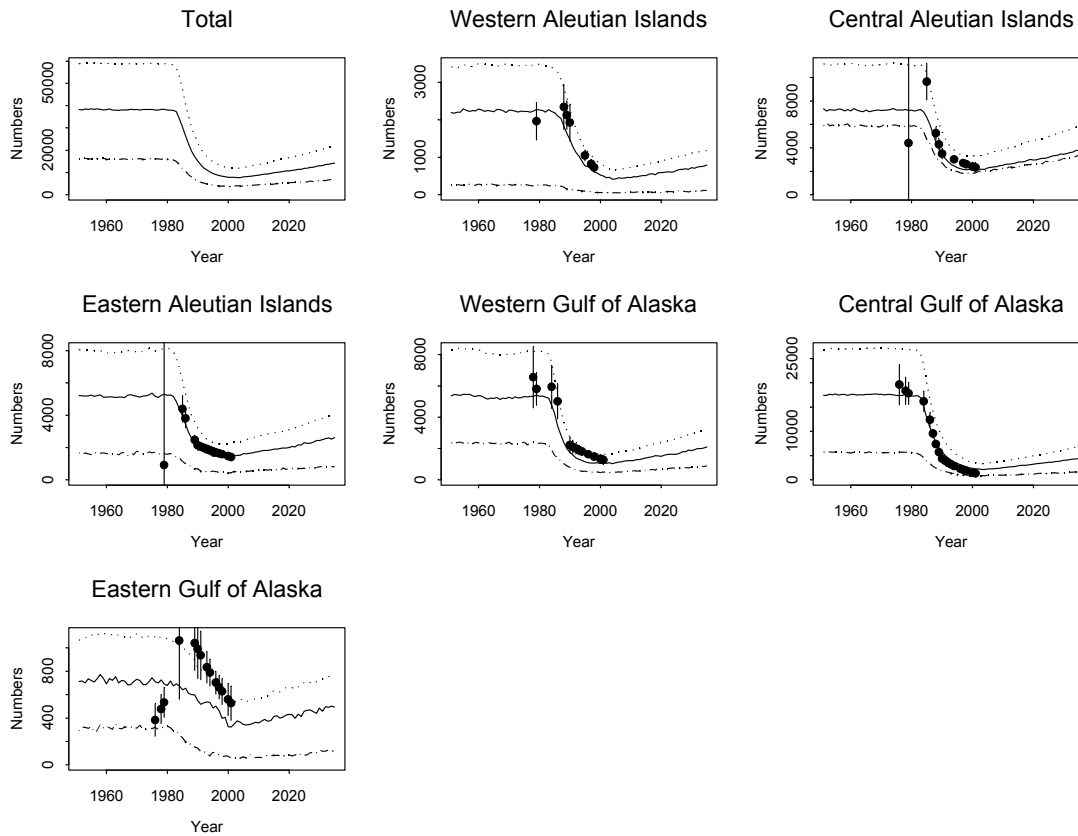 Total
Western Aleutian Islands
Central Aleutian Islands
Numbers
0
20000
50000
1960 1980 2000 2020
Year
Numbers
0
1000
3000
1960 1980 2000 2020
Year
Numbers
0
4000
8000
1960 1980 2000 2020
Year
Eastern Aleutian Islands
Western Gulf of Alaska
Central Gulf of Alaska
Numbers
0
4000
8000
1960 1980 2000 2020
Year
Numbers
0
4000
8000
1960 1980 2000 2020
Year
Numbers
0
10000
25000
1960 1980 2000 2020
Year
Eastern Gulf of Alaska
Numbers
0
400
800
1960 1980 2000 2020
Year